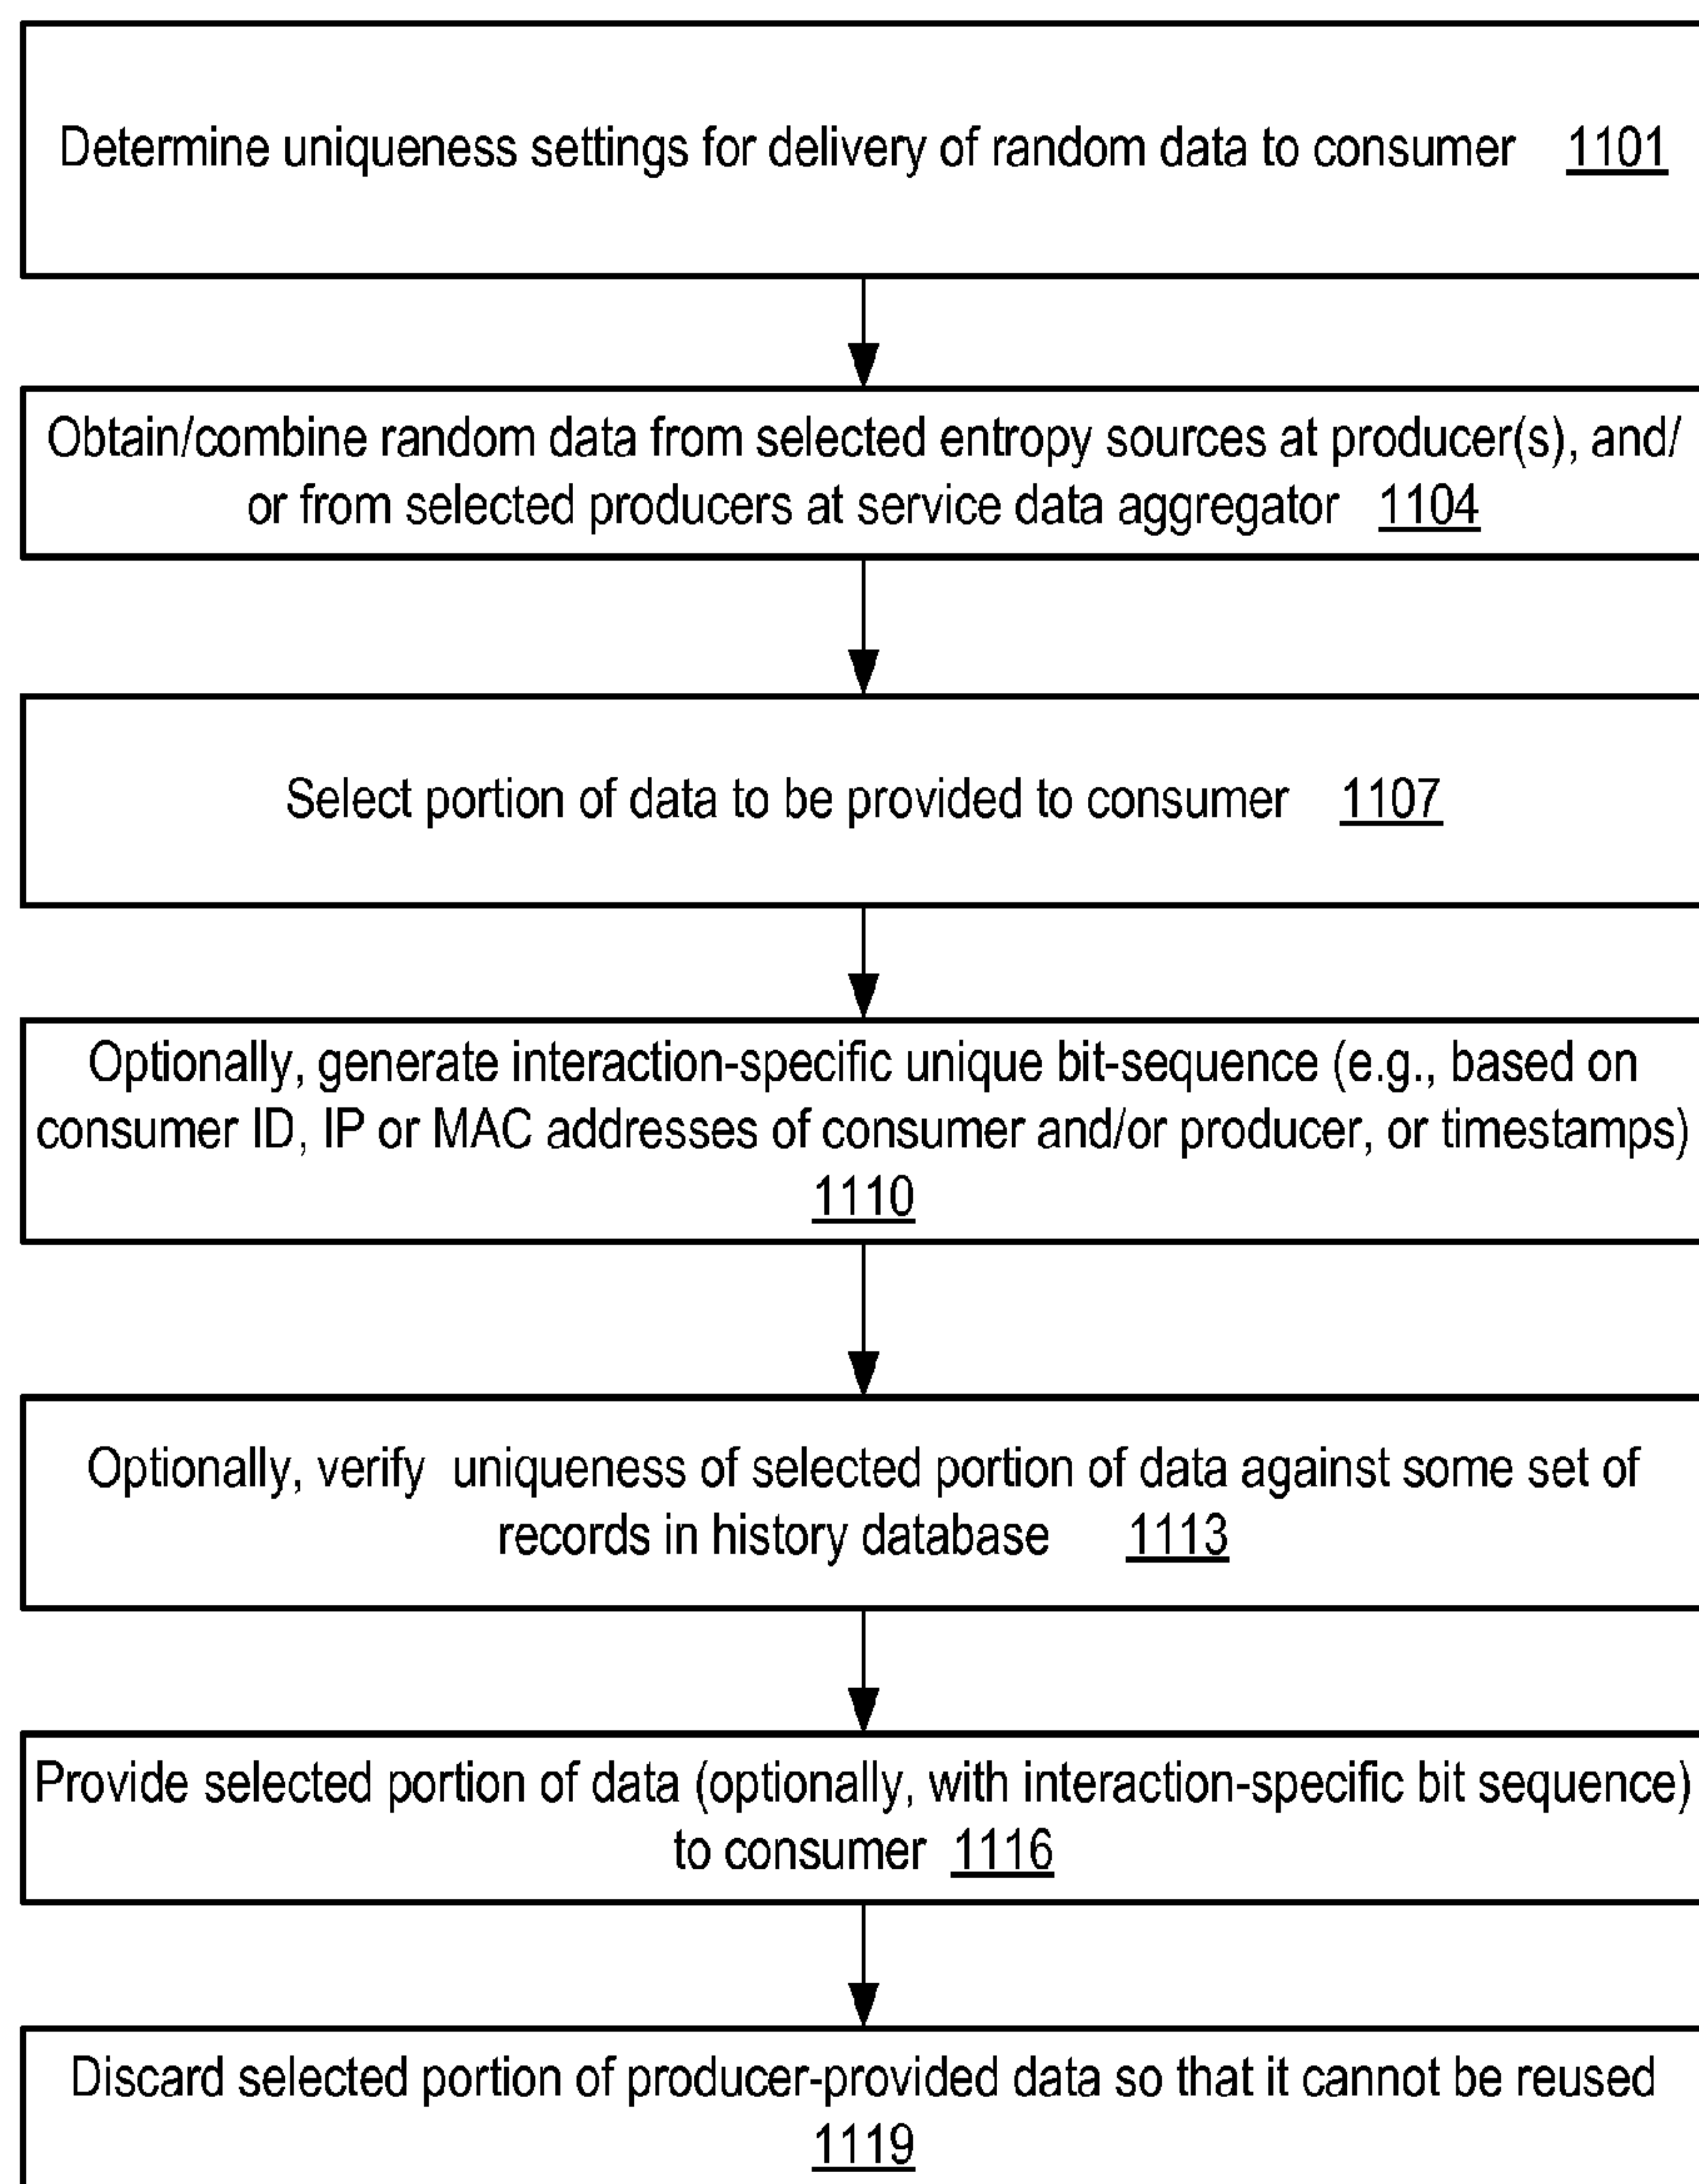 Determine uniqueness settings for delivery of random data to consumer 1101
Obtain/combine random data from selected entropy sources at producer(s), and/
or from selected producers at service data aggregator 1104
Select portion of data to be provided to consumer 1107
Optionally, generate interaction-specific unique bit-sequence (e.g., based on
consumer ID, IP or MAC addresses of consumer and/or producer, or timestamps)
1110
Optionally, verify uniqueness of selected portion of data against some set of
records in history database 1113
Provide selected portion of data (optionally, with interaction-specific bit sequence)
to consumer 1116
Discard selected portion of producer-provided data so that it cannot be reused
1119